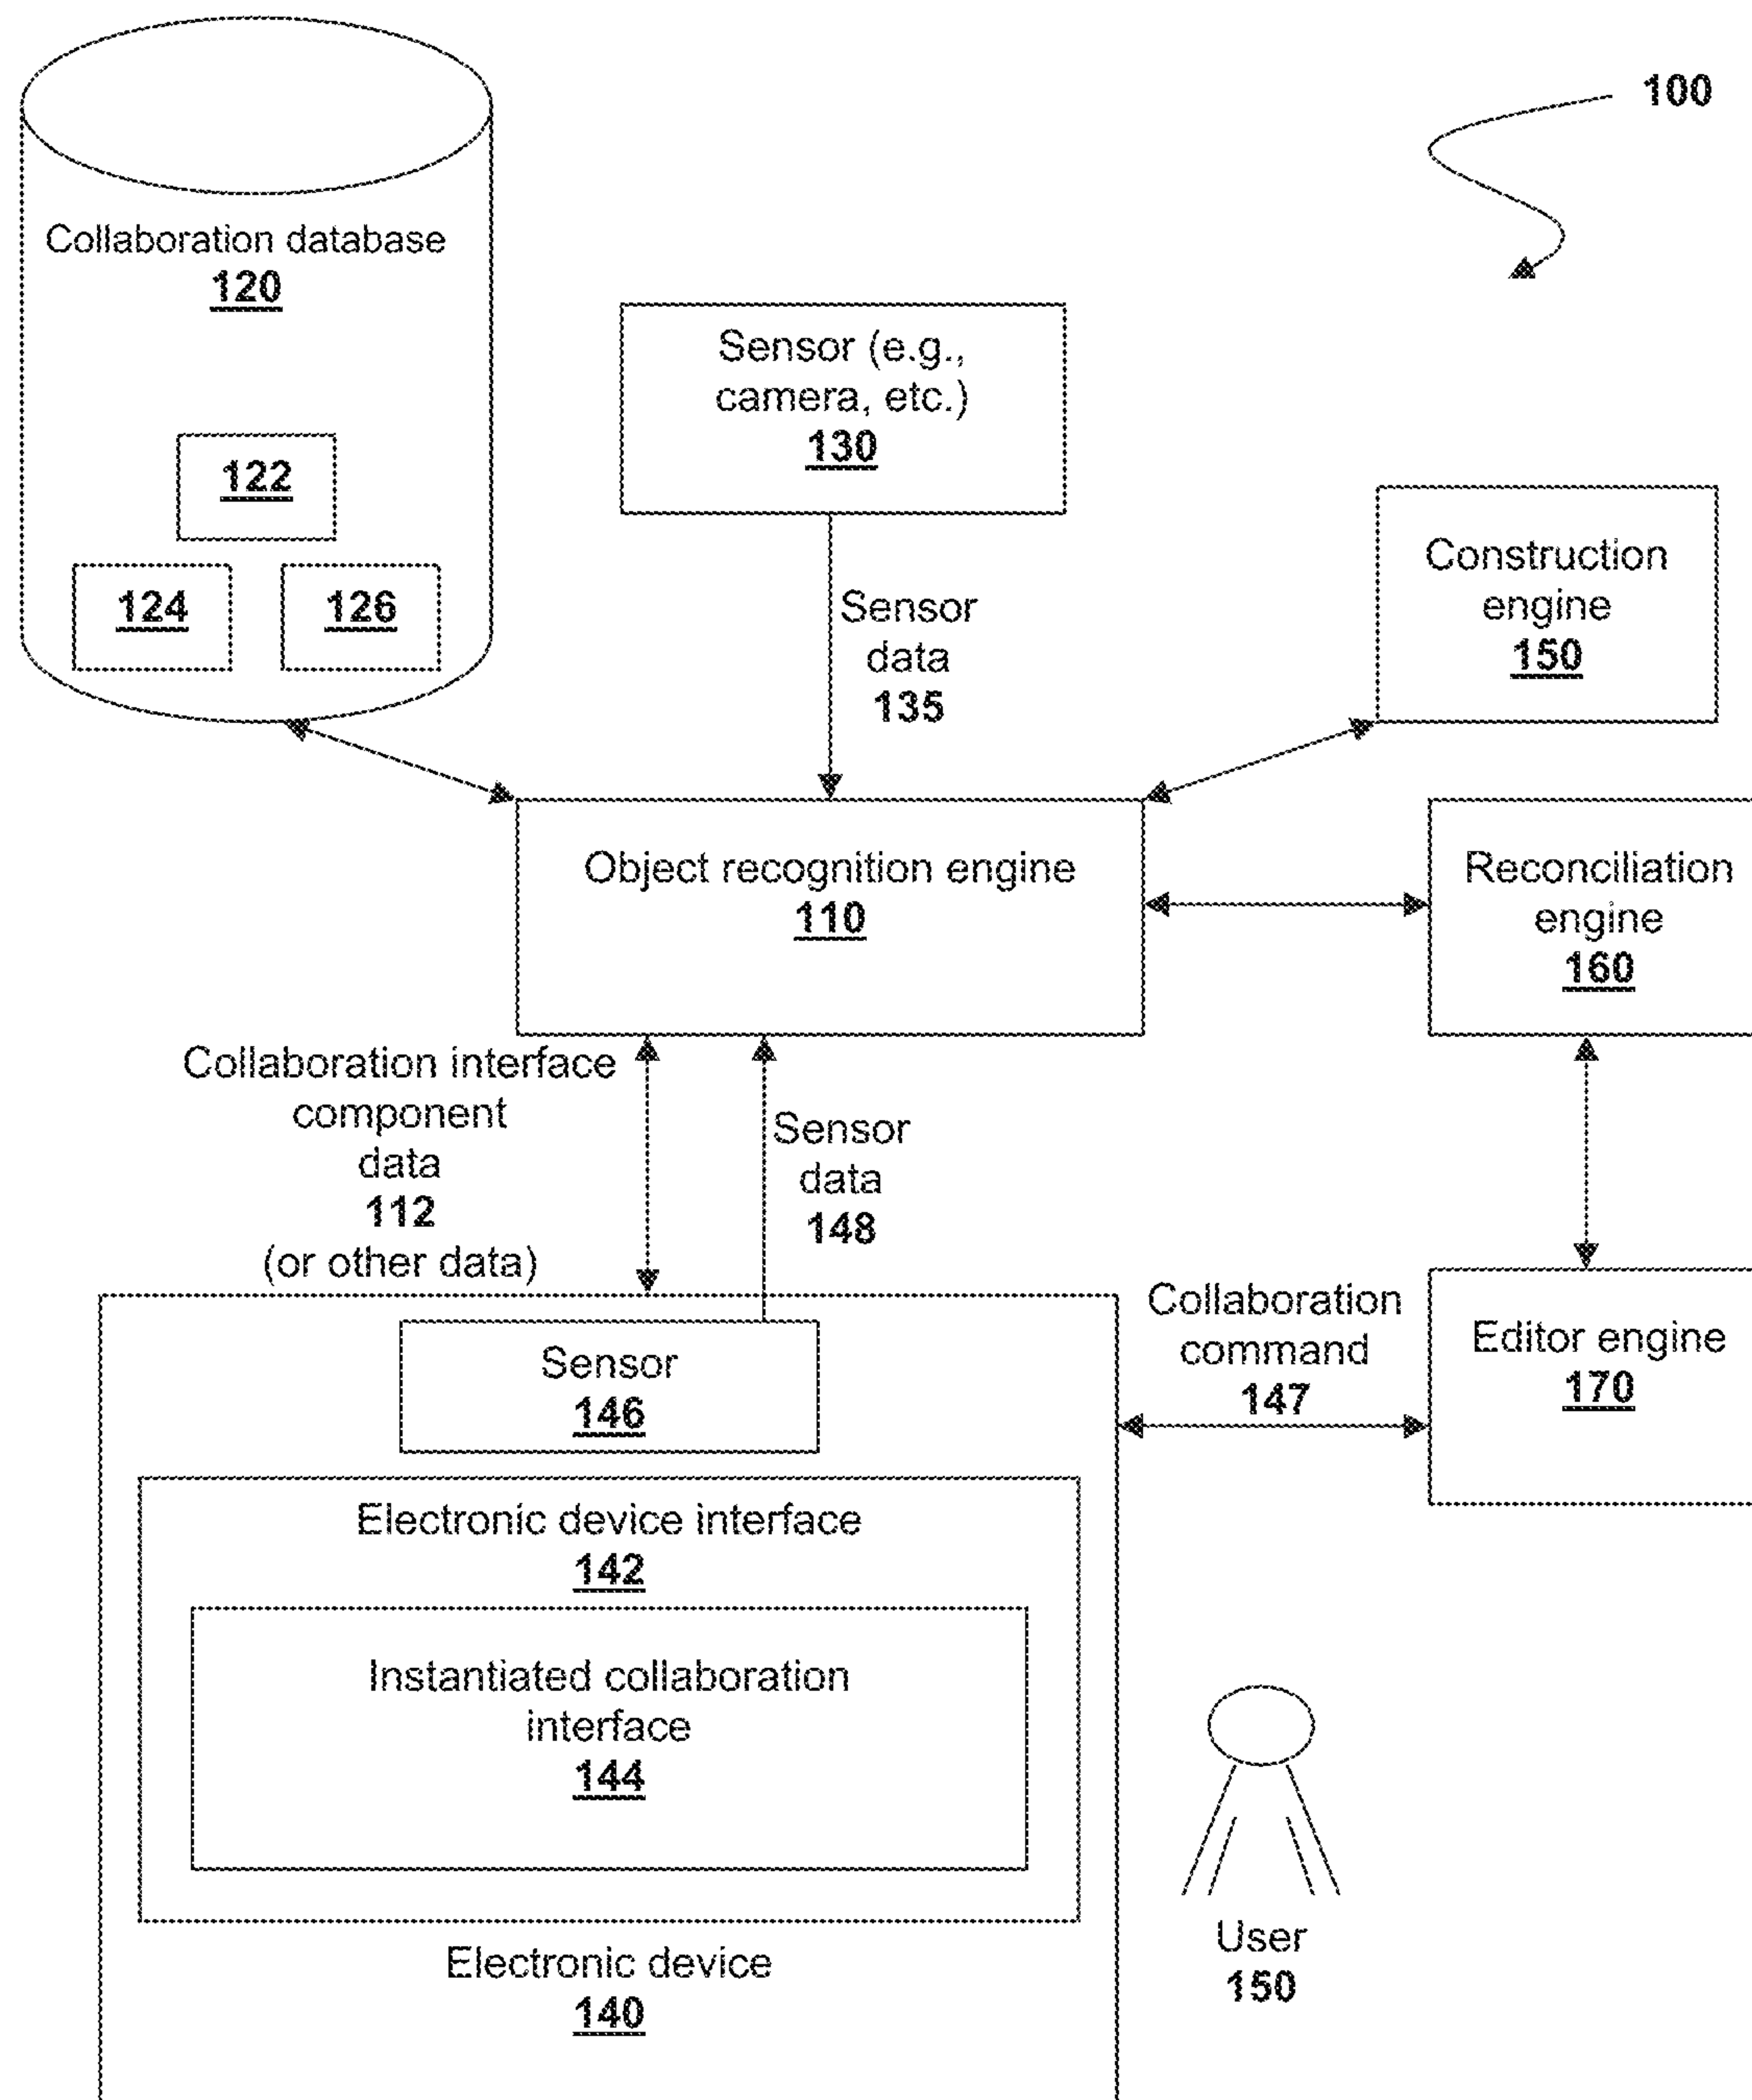 100
Collaboration database
120
122
124
126
Sensor (e.g.,
camera, etc.)
130
Sensor
data
135
Construction
engine
150
Object recognition engine
110
Reconciliation
engine
160
Collaboration interface
component
data
112
(or other data)
Sensor
data
148
Sensor
146
Collaboration
command
147
Editor engine
170
Electronic device interface
142
Instantiated collaboration
interface
144
Electronic device
140
User
150